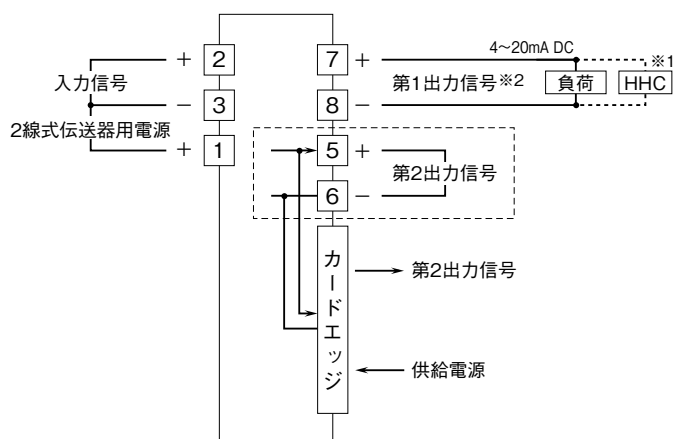 4～20mA DC
※1
+ 2
7 +
入力信号
第1出力信号※2
負荷
HHC
− 3
8 −
2線式伝送器用電源
+ 1
5 +
第2出力信号
6 −
カードエッジ
第2出力信号
供給電源